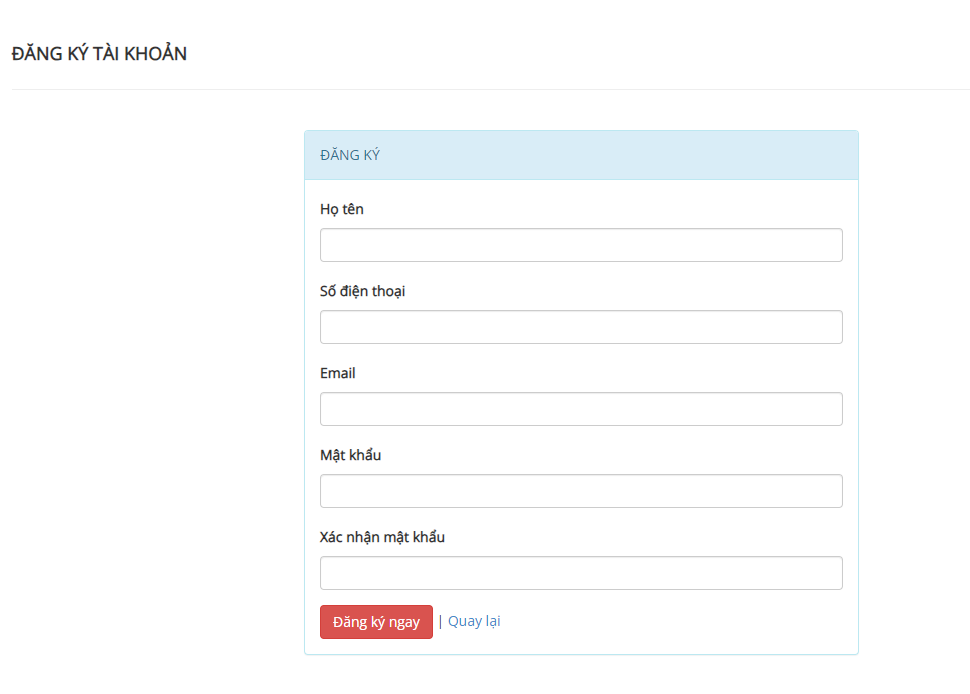 ĐĂNG KÝ TÀI KHOẢN
ĐĂNG KÝ
Họ tên
Số điện thoại
Email
Mật khẩu
Xác nhận mật khẩu
Đăng ký ngay | Quay lại